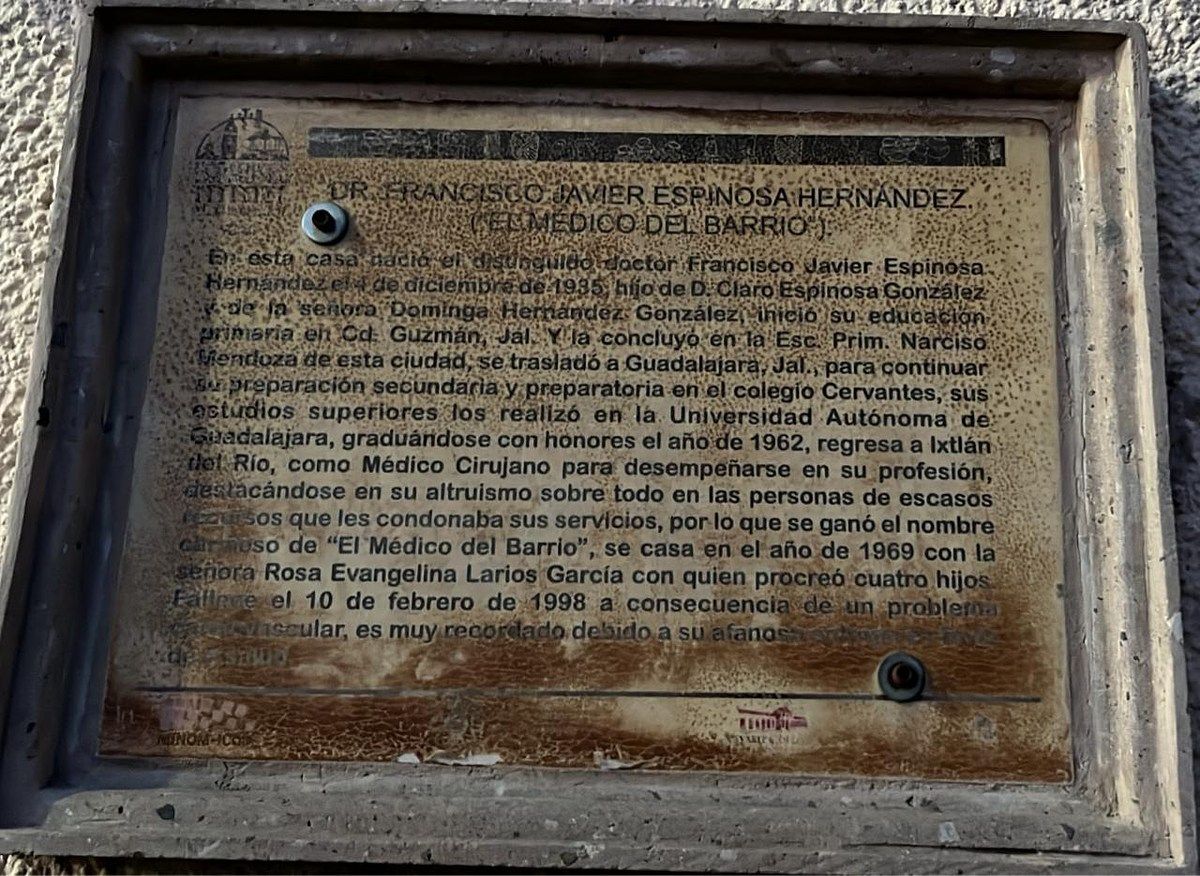 DR. FRANCISCO JAVIER ESPINOSA HERNÁNDEZ.
("EL MÉDICO DEL BARRIO").
En esta casa nació el distinguido doctor Francisco Javier Espinosa
Hernández el 4 de diciembre de 1935, hijo de D. Claro Espinosa González
y de la señora Dominga Hernández González, inició su educación
primaria en Cd. Guzmán, Jal. Y la concluyó en la Esc. Prim. Narciso
Mendoza de esta ciudad, se trasladó a Guadalajara, Jal., para continuar
su preparación secundaria y preparatoria en el colegio Cervantes, sus
estudios superiores los realizó en la Universidad Autónoma de
Guadalajara, graduándose con honores el año de 1962, regresa a Ixtlán
del Río, como Médico Cirujano para desempeñarse en su profesión,
destacándose en su altruismo sobre todo en las personas de escasos
recursos que les condonaba sus servicios, por lo que se ganó el nombre
cariñoso de "El Médico del Barrio", se casa en el año de 1969 con la
señora Rosa Evangelina Larios García con quien procreó cuatro hijos.
Fallece el 10 de febrero de 1998 a consecuencia de un problema
es muy recordado debido a su
de